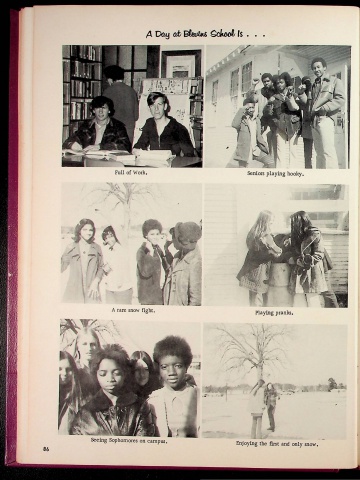 A Day at Blevins School Is . . .
Full of Work.
Seniors playing hooky.
A rare snow fight.
Playing pranks.
Seeing Sophomores on campus.
Enjoying the first and only snow.
86